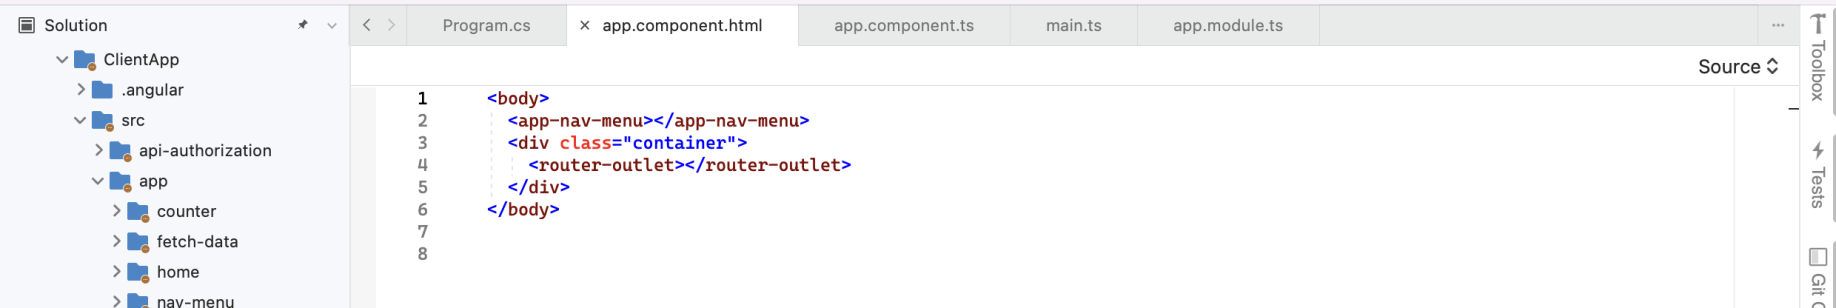 Solution
Program.cs
app.component.html
app.component.ts
main.ts
app.module.ts
ClientApp
.angular
src
api-authorization
app
counter
fetch-data
home
nav-menu
Source
1 <body>
2 <app-nav-menu></app-nav-menu>
3 <div class="container">
4 <router-outlet></router-outlet>
5 </div>
6 </body>
7
8
Toolbox
Tests
Git